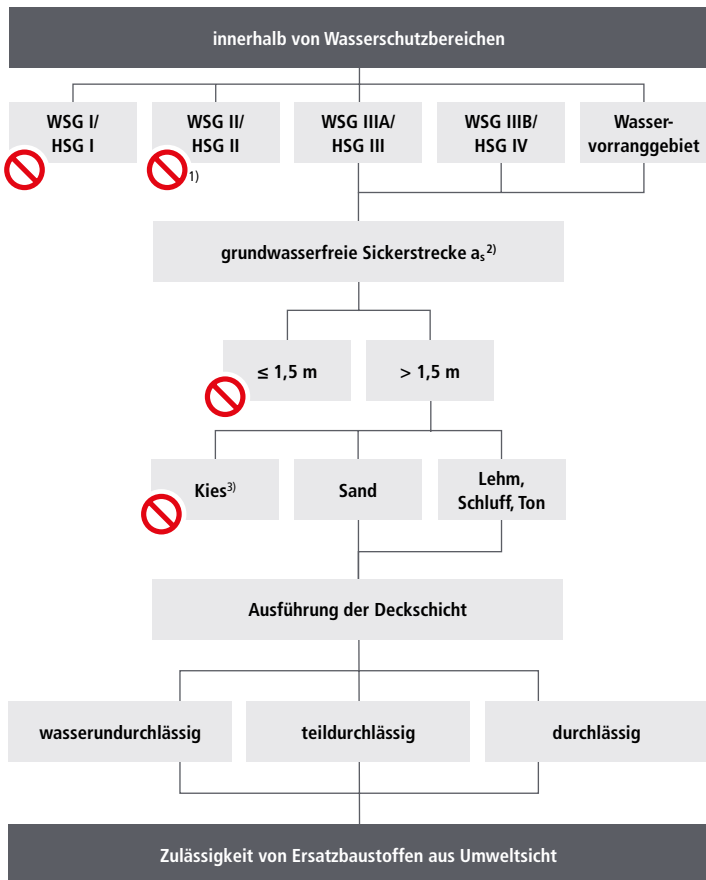 innerhalb von Wasserschutzbereichen
WSG I/
HSG I
WSG II/
HSG II
1)
WSG IIIA/
HSG III
WSG IIIB/
HSG IV
Wasser-
vorranggebiet
grundwasserfreie Sickerstrecke aₛ²⁾
≤ 1,5 m
> 1,5 m
Kies³⁾
Sand
Lehm,
Schluff, Ton
Ausführung der Deckschicht
wasserundurchlässig
teildurchlässig
durchlässig
Zulässigkeit von Ersatzbaustoffen aus Umweltsicht